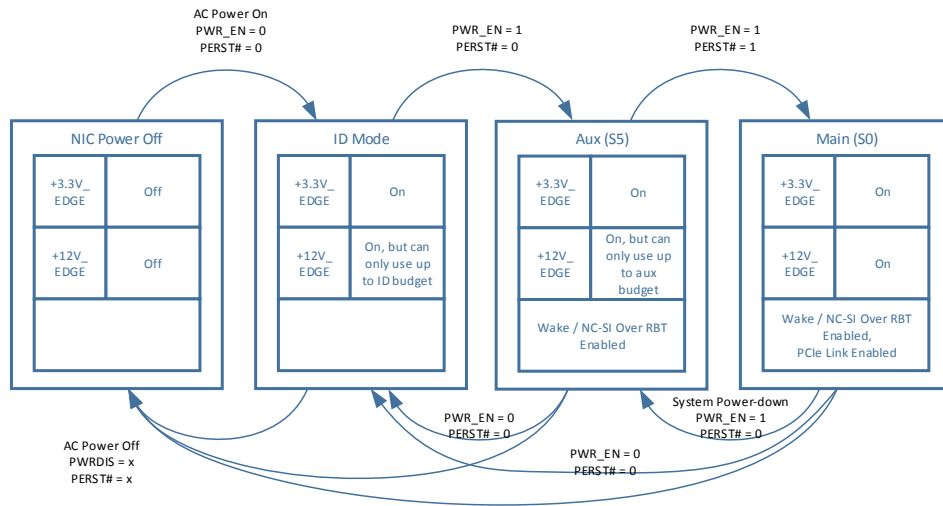 AC Power On
PWR_EN = 0
PERST# = 0
PWR_EN = 1
PERST# = 0
PWR_EN = 1
PERST# = 1
NIC Power Off
+3.3V_
EDGE
Off
+12V_
EDGE
Off
ID Mode
+3.3V_
EDGE
On
+12V_
EDGE
On, but can
only use up
to ID budget
Aux (S5)
+3.3V_
EDGE
On
+12V_
EDGE
On, but can
only use up
to aux
budget
Wake / NC-SI Over RBT
Enabled
Main (S0)
+3.3V_
EDGE
On
+12V_
EDGE
On
Wake / NC-SI Over RBT
Enabled,
PCIe Link Enabled
AC Power Off
PWRDIS = x
PERST# = x
PWR_EN = 0
PERST# = 0
System Power-down
PWR_EN = 1
PERST# = 0
PWR_EN = 0
PERST# = 0